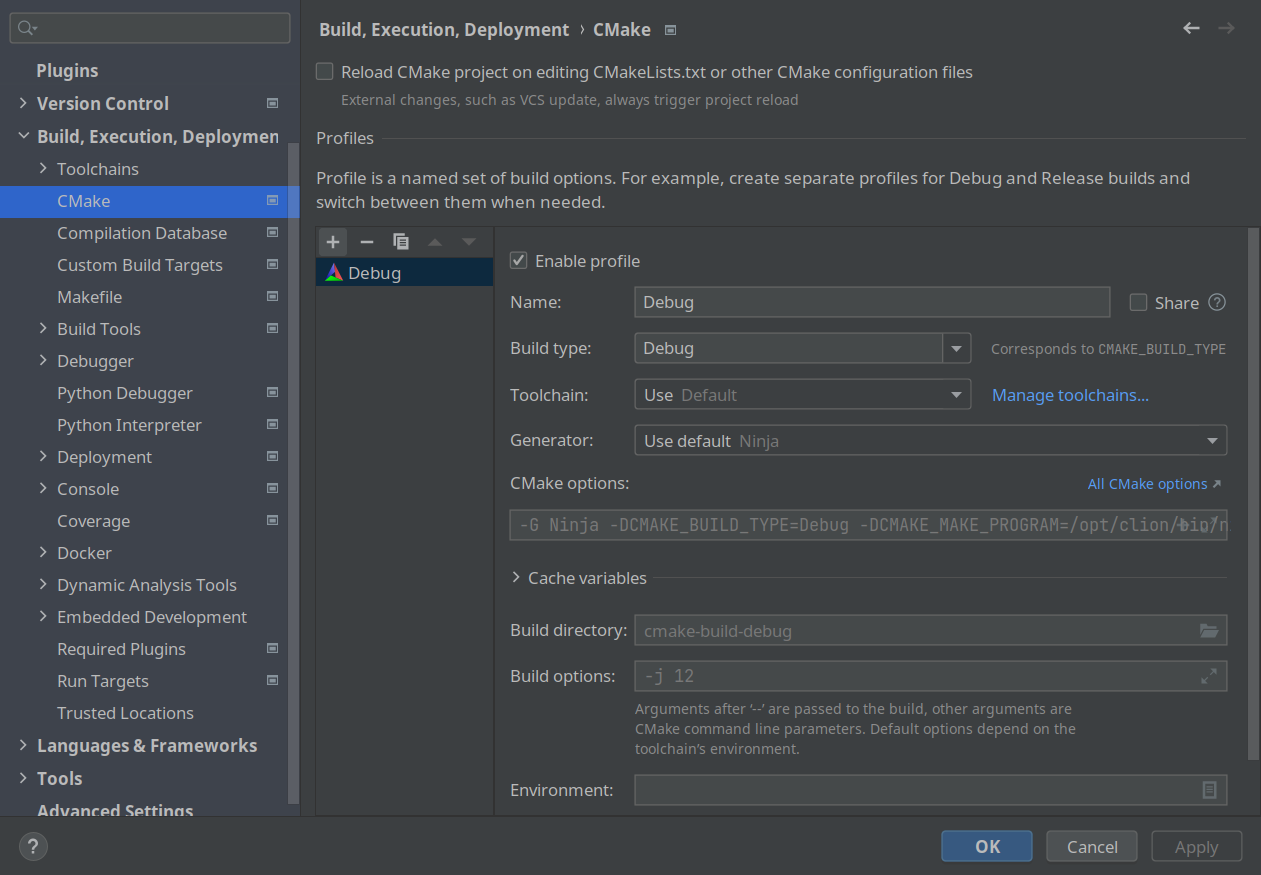 Plugins
Version Control
Build, Execution, Deploymen
Toolchains
CMake
Compilation Database
Custom Build Targets
Makefile
Build Tools
Debugger
Python Debugger
Python Interpreter
Deployment
Console
Coverage
Docker
Dynamic Analysis Tools
Embedded Development
Required Plugins
Run Targets
Trusted Locations
Languages & Frameworks
Tools
Advanced Settings
Build, Execution, Deployment › CMake
Reload CMake project on editing CMakeLists.txt or other CMake configuration files
External changes, such as VCS update, always trigger project reload
Profiles
Profile is a named set of build options. For example, create separate profiles for Debug and Release builds and
switch between them when needed.
Debug
Enable profile
Name: Debug Share ?
Build type: Debug Corresponds to CMAKE_BUILD_TYPE
Toolchain: Use Default Manage toolchains...
Generator: Use default Ninja
CMake options: All CMake options
-G Ninja -DCMAKE_BUILD_TYPE=Debug -DCMAKE_MAKE_PROGRAM=/opt/clion/bin/n
Cache variables
Build directory: cmake-build-debug
Build options: -j 12
Arguments after ‘--’ are passed to the build, other arguments are
CMake command line parameters. Default options depend on the
toolchain’s environment.
Environment:
? OK Cancel Apply